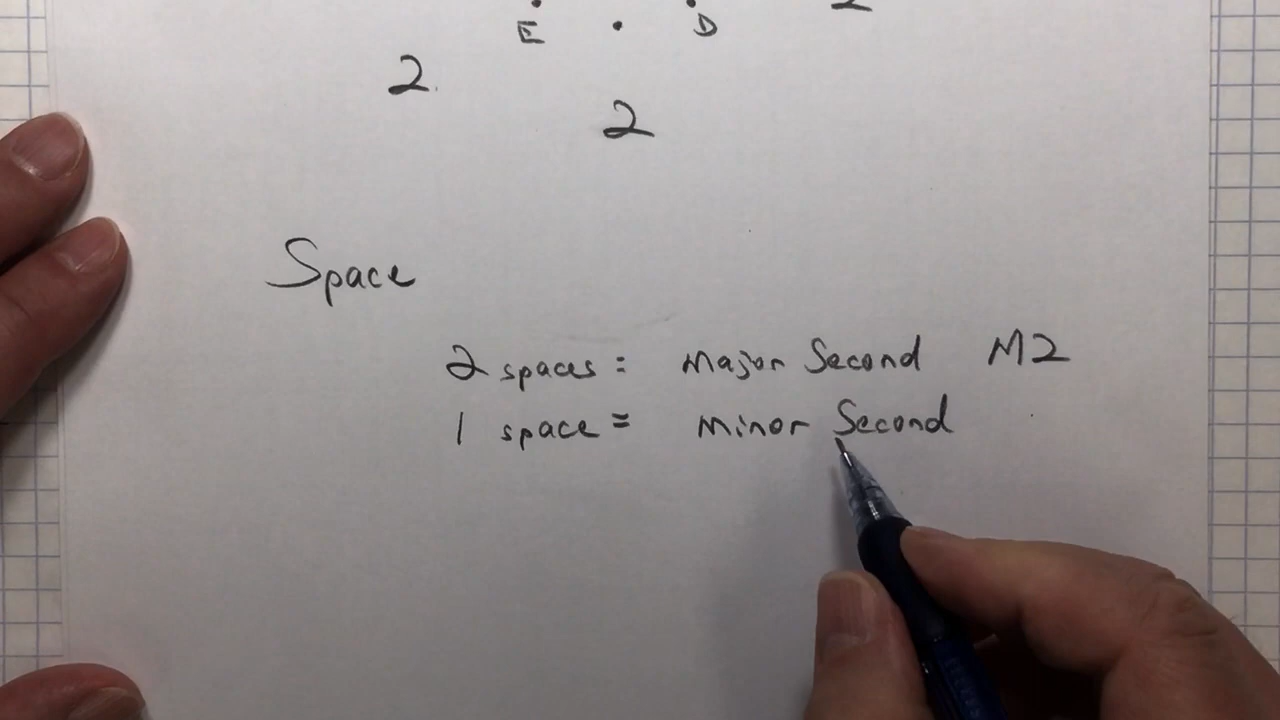 E D
2
2
Space
2 spaces = Major Second M2
1 space = Minor Second